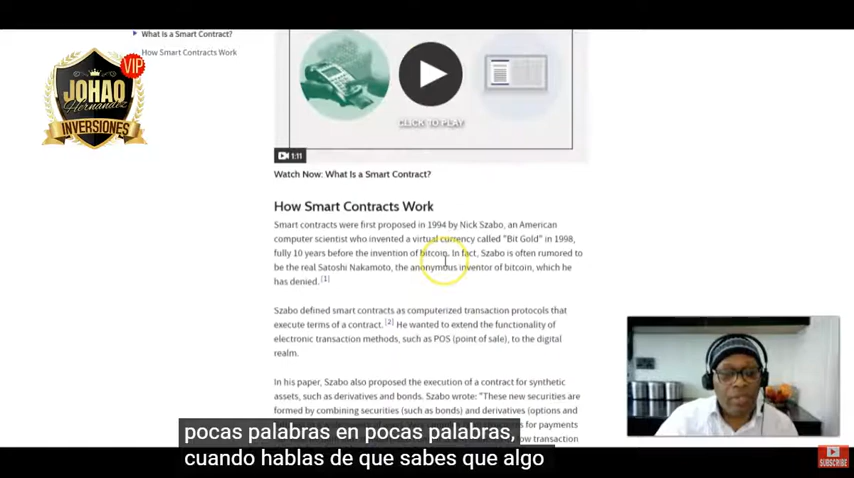 What is a Smart Contract?
How Smart Contracts Work
VIP
JOHAO
Hernandez
INVERSIONES
CLICK TO PLAY
1:11
Watch Now: What Is a Smart Contract?
How Smart Contracts Work
Smart contracts were first proposed in 1994 by Nick Szabo, an American
computer scientist who invented a virtual currency called "Bit Gold" in 1998,
fully 10 years before the invention of bitcoin. In fact, Szabo is often rumored to
be the real Satoshi Nakamoto, the anonymous inventor of bitcoin, which he
has denied. [1]
Szabo defined smart contracts as computerized transaction protocols that
execute terms of a contract. [2] He wanted to extend the functionality of
electronic transaction methods, such as POS (point of sale), to the digital
realm.
In his paper, Szabo also proposed the execution of a contract for synthetic
assets, such as derivatives and bonds. Szabo wrote: "These new securities are
formed by combining securities (such as bonds) and derivatives (options and
for payments
transaction
pocas palabras en pocas palabras,
cuando hablas de que sabes que algo
SUBSCRIBE